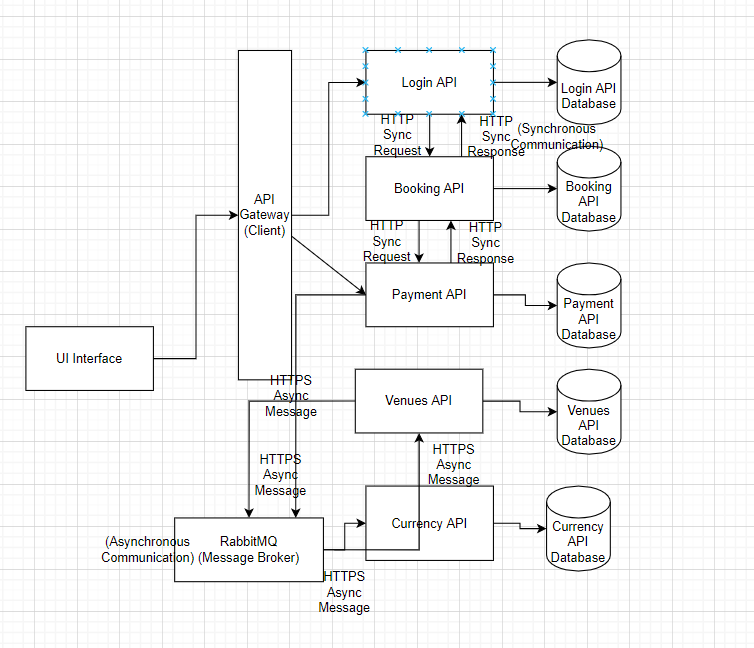 Login API
Login API
Database
HTTP
Sync
Request
HTTP
Sync
Response
(Synchronous
Communication)
API
Gateway
(Client)
Booking API
Booking
API
Database
HTTP
Sync
Request
HTTP
Sync
Response
Payment API
Payment
API
Database
UI Interface
HTTPS
Async
Message
Venues API
Venues
API
Database
HTTPS
Async
Message
HTTPS
Async
Message
(Asynchronous
Communication)
RabbitMQ
(Message Broker)
Currency API
Currency
API
Database
HTTPS
Async
Message